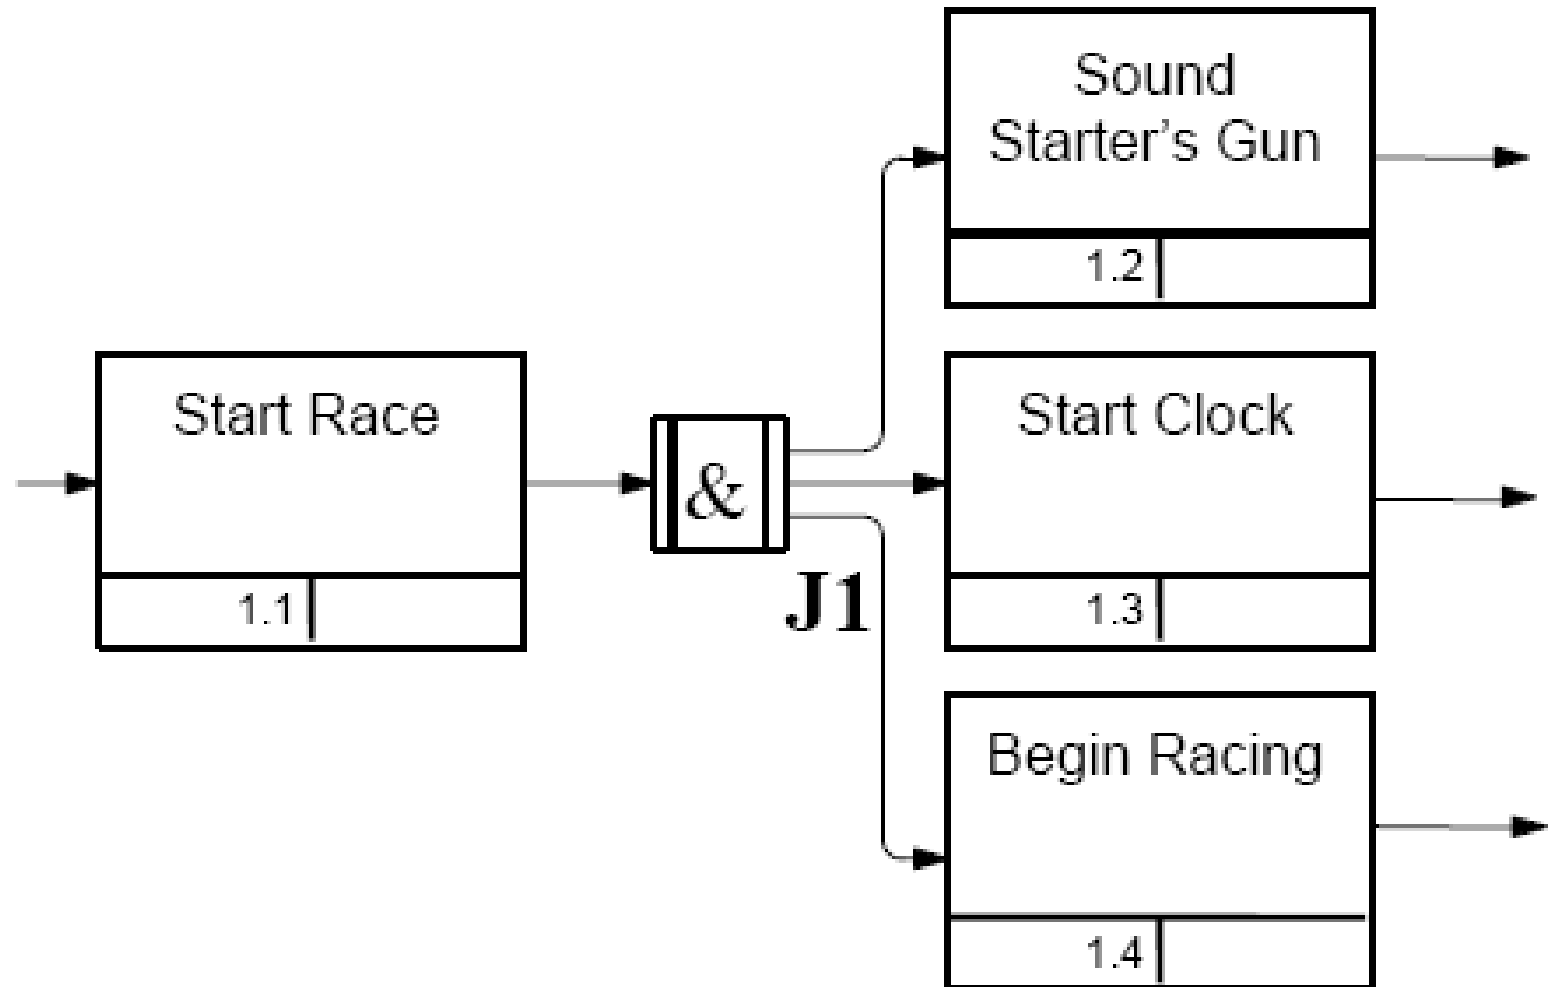 Sound
Starter’s Gun
1.2
Start Race
1.1
&
J1
Start Clock
1.3
Begin Racing
1.4